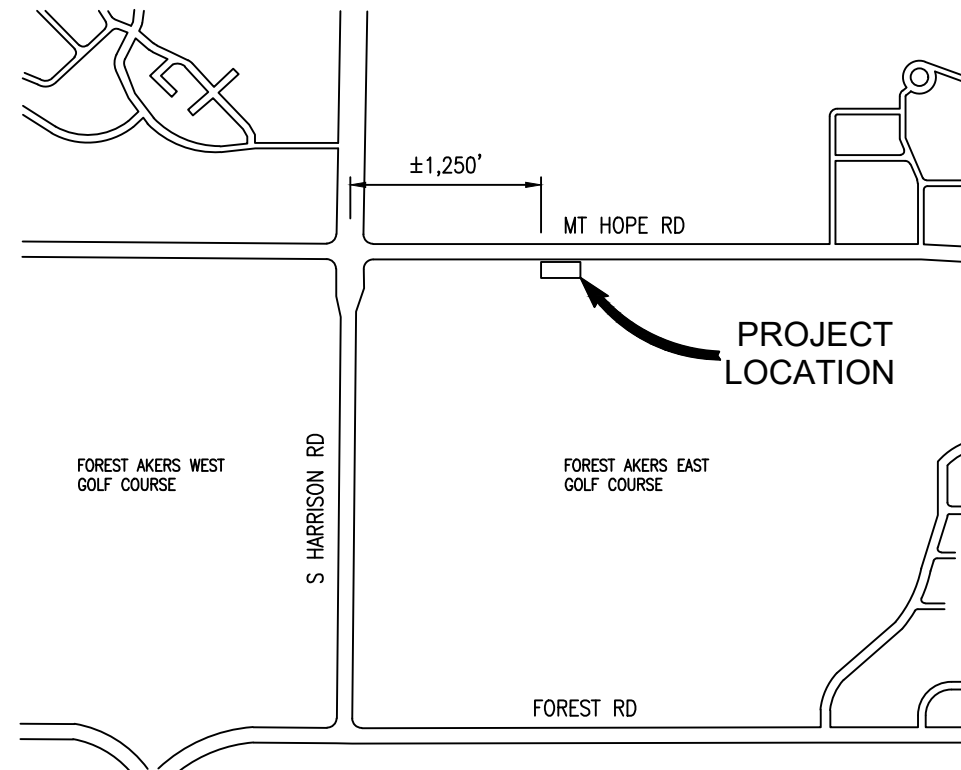 ±1,250'
MT HOPE RD
PROJECT
LOCATION
S HARRISON RD
FOREST AKERS WEST
GOLF COURSE
FOREST AKERS EAST
GOLF COURSE
FOREST RD